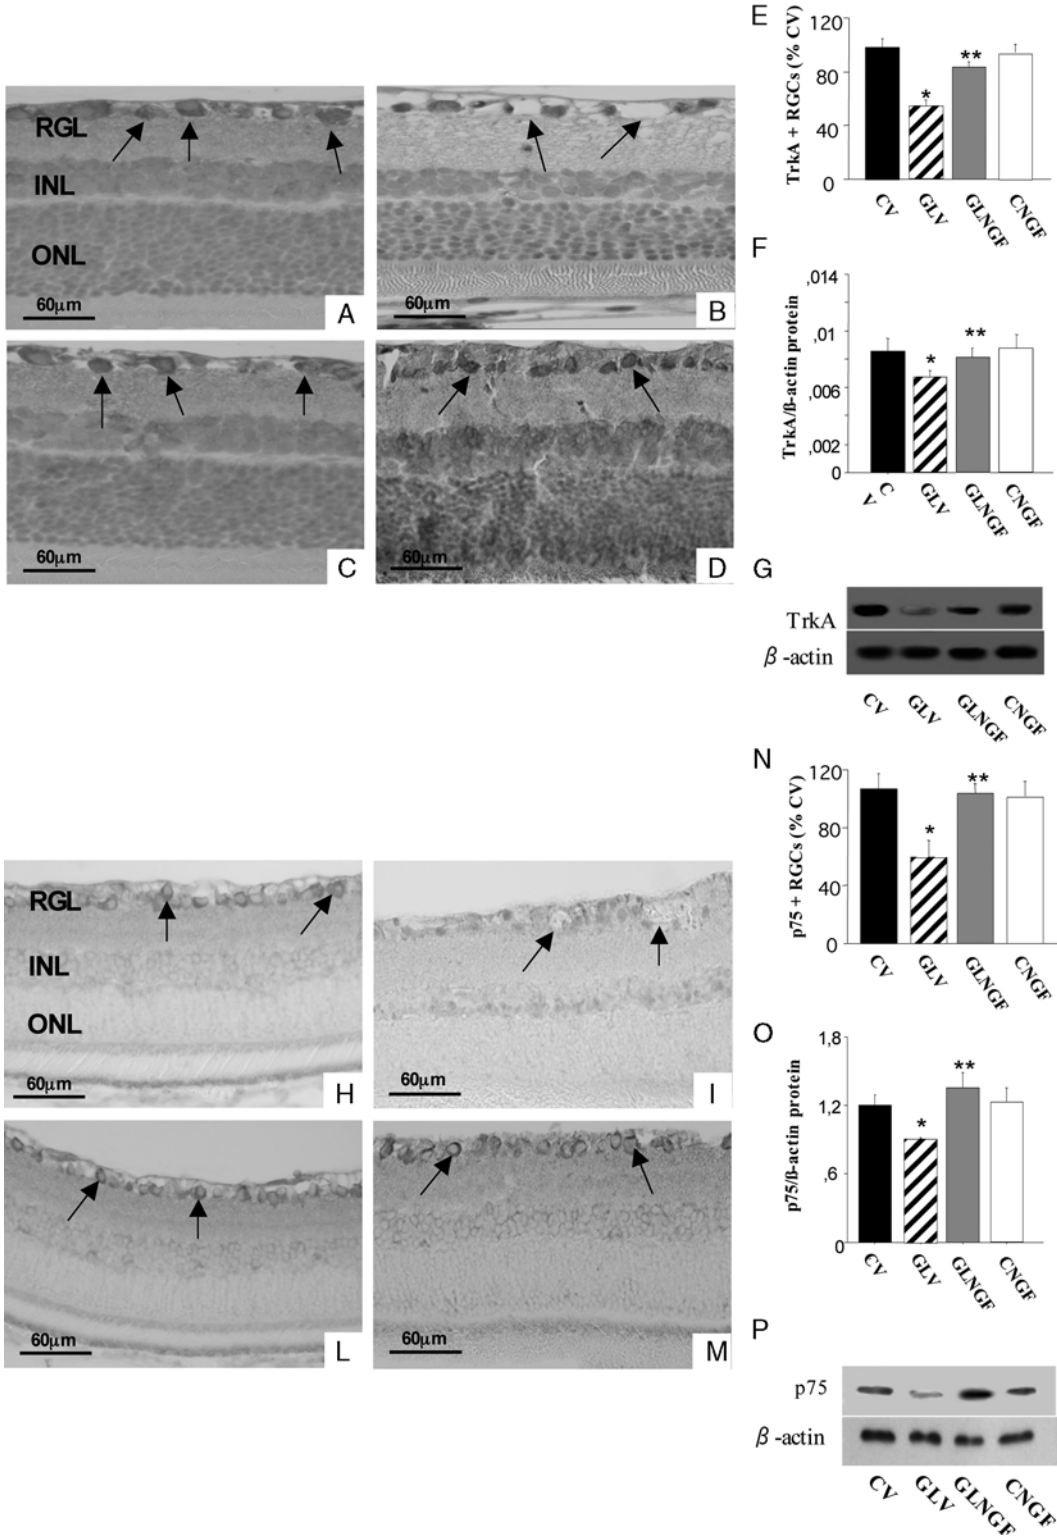 RGL
INL
ONL
60µm
A
60µm
B
60µm
C
60µm
D
E
TrkA + RGCs (% CV)
120
80
40
0
*
**
CV
GLV
GLNGF
CNGF
F
TrkA/ß-actin protein
,014
,01
,006
,002
0
*
**
C
V
GLV
GLNGF
CNGF
G
TrkA
β-actin
CV
GLV
GLNGF
CNGF
RGL
INL
ONL
60µm
H
60µm
I
60µm
L
60µm
M
N
p75 + RGCs (% CV)
120
80
40
0
*
**
CV
GLV
GLNGF
CNGF
O
p75/ß-actin protein
1,8
1,2
,6
0
*
**
CV
GLV
GLNGF
CNGF
P
p75
β-actin
CV
GLV
GLNGF
CNGF